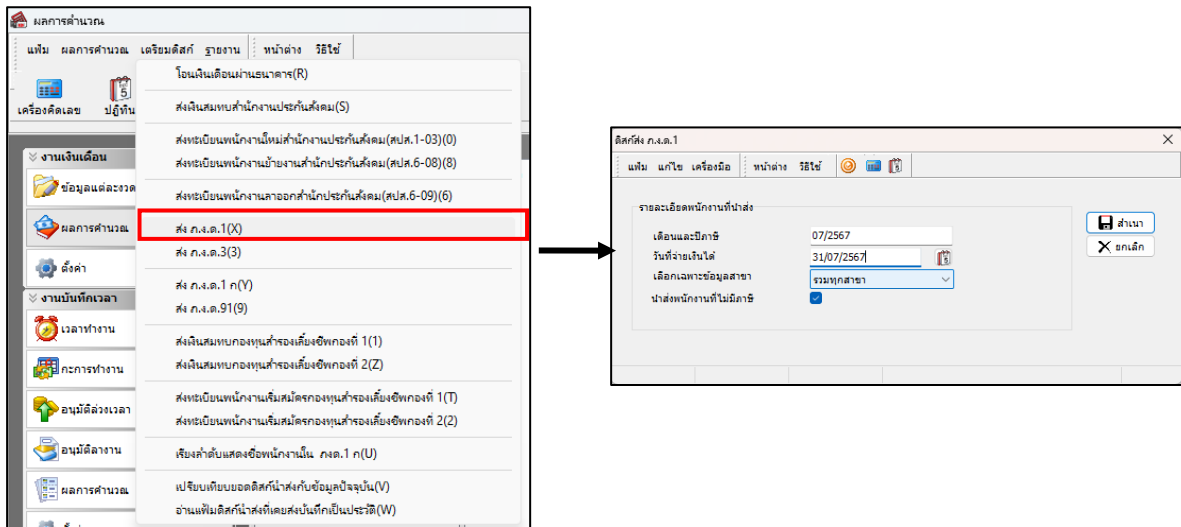 ผลการคำนวณ
แฟ้ม ผลการคำนวณ เตรียมดิสก์ รายงาน หน้าต่าง วิธีใช้
เครื่องคิดเลข ปฏิทิน
งานเงินเดือน
ข้อมูลแต่ละงวด
ผลการคำนวณ
ตั้งค่า
งานบันทึกเวลา
เวลาทำงาน
กะการทำงาน
อนุมัติล่วงเวลา
อนุมัติลางาน
ผลการคำนวณ
โอนเงินเดือนผ่านธนาคาร(R)
ส่งเงินสมทบสำนักงานประกันสังคม(S)
ส่งทะเบียนพนักงานใหม่สำนักงานประกันสังคม(สปส.1-03)(0)
ส่งทะเบียนพนักงานย้ายงานสำนักประกันสังคม(สปส.6-08)(8)
ส่งทะเบียนพนักงานลาออกสำนักประกันสังคม(สปส.6-09)(6)
ส่ง ภ.ง.ด.1(X)
ส่ง ภ.ง.ด.3(3)
ส่ง ภ.ง.ด.1 ก(Y)
ส่ง ภ.ง.ด.91(9)
ส่งเงินสมทบกองทุนสำรองเลี้ยงชีพกองที่ 1(1)
ส่งเงินสมทบกองทุนสำรองเลี้ยงชีพกองที่ 2(Z)
ส่งทะเบียนพนักงานเริ่มสมัครกองทุนสำรองเลี้ยงชีพกองที่ 1(T)
ส่งทะเบียนพนักงานเริ่มสมัครกองทุนสำรองเลี้ยงชีพกองที่ 2(2)
เรียงลำดับแสดงชื่อพนักงานใน ภงด.1 ก(U)
เปรียบเทียบยอดดิสก์นำส่งกับข้อมูลปัจจุบัน(V)
อ่านแฟ้มดิสก์นำส่งที่เคยส่งบันทึกเป็นประวัติ(W)
ดิสก์ส่ง ภ.ง.ด.1
แฟ้ม แก้ไข เครื่องมือ หน้าต่าง วิธีใช้
รายละเอียดพนักงานที่นำส่ง
เดือนและปีภาษี 07/2567
วันที่จ่ายเงินได้ 31/07/2567
เลือกเฉพาะข้อมูลสาขา รวมทุกสาขา
นำส่งพนักงานที่ไม่มีภาษี
สำเนา
ยกเลิก